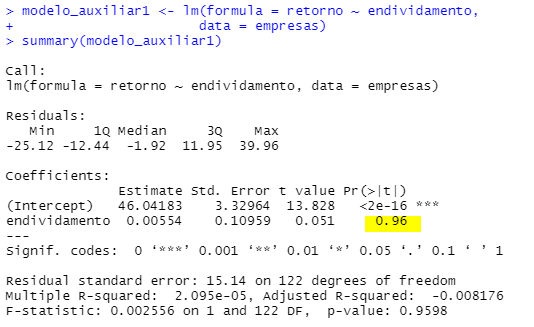 > modelo_auxiliar1 <- lm(formula = retorno ~ endividamento,
+                        data = empresas)
> summary(modelo_auxiliar1)
Call:
lm(formula = retorno ~ endividamento, data = empresas)
Residuals:
   Min     1Q Median     3Q    Max
-25.12 -12.44  -1.92  11.95  39.96
Coefficients:
              Estimate Std. Error t value Pr(>|t|)
(Intercept)   46.04183    3.32964  13.828   <2e-16 ***
endividamento  0.00554    0.10959   0.051     0.96
---
Signif. codes:  0 ‘***’ 0.001 ‘**’ 0.01 ‘*’ 0.05 ‘.’ 0.1 ‘ ’ 1
Residual standard error: 15.14 on 122 degrees of freedom
Multiple R-squared:  2.095e-05, Adjusted R-squared:  -0.008176
F-statistic: 0.002556 on 1 and 122 DF,  p-value: 0.9598